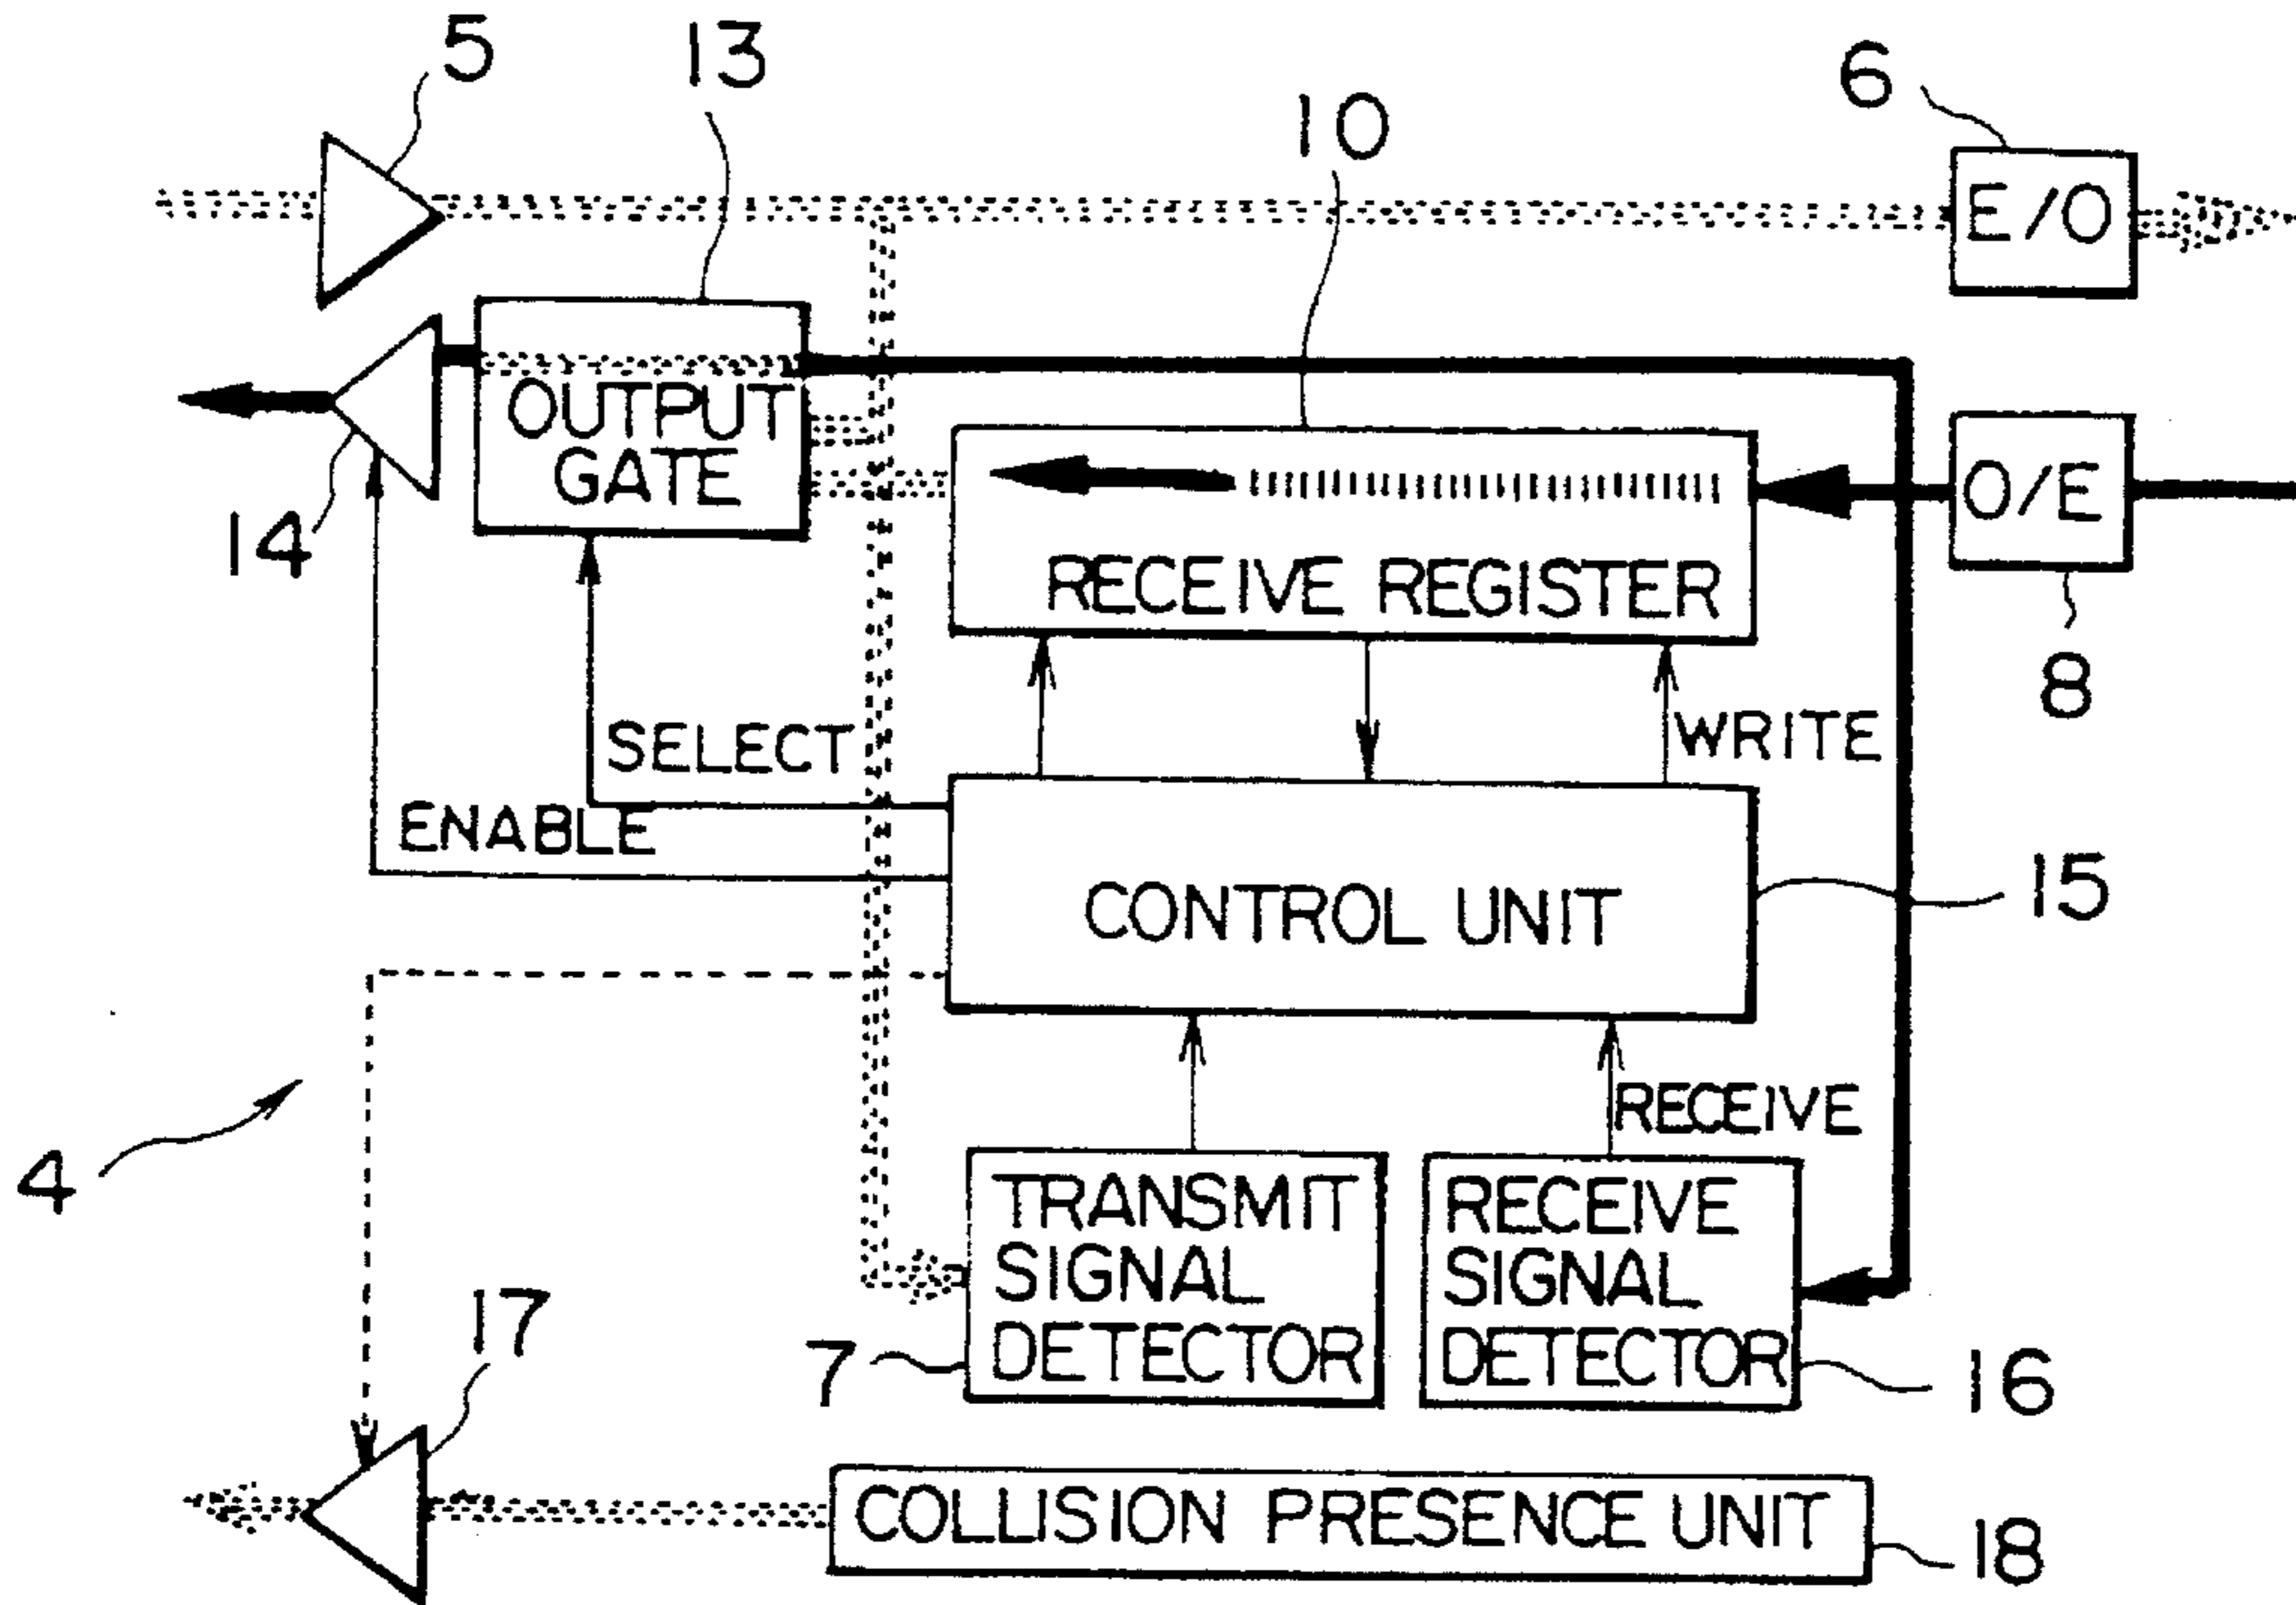 5
13
10
6
E/O
OUTPUT
GATE
14
O/E
RECEIVE REGISTER
8
SELECT
WRITE
ENABLE
CONTROL UNIT
15
RECEIVE
4
TRANSMIT
SIGNAL
DETECTOR
RECEIVE
SIGNAL
DETECTOR
7
16
17
COLLISION PRESENCE UNIT
18